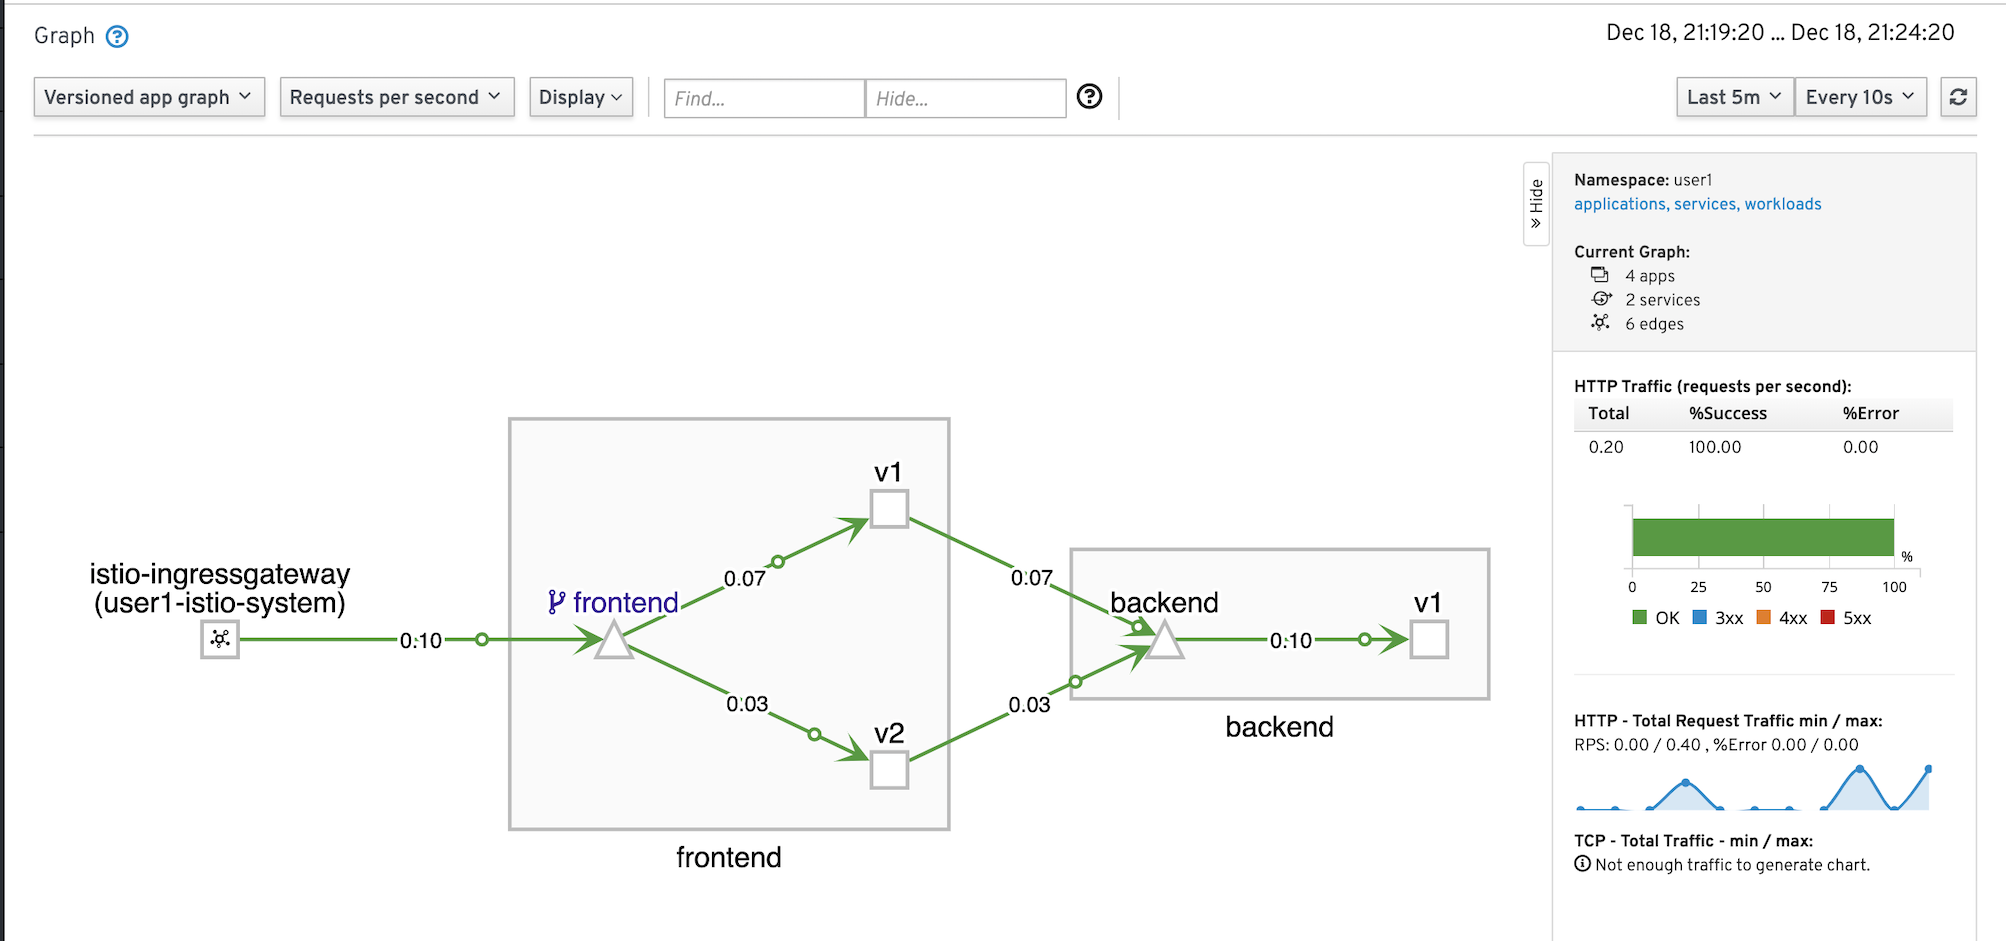 Graph
Dec 18, 21:19:20 ... Dec 18, 21:24:20
Versioned app graph
Requests per second
Display
Find...
Hide...
Last 5m
Every 10s
Hide
Namespace: user1
applications, services, workloads
Current Graph:
4 apps
2 services
6 edges
HTTP Traffic (requests per second):
Total %Success %Error
0.20 100.00 0.00
%
0 25 50 75 100
OK 3xx 4xx 5xx
HTTP - Total Request Traffic min / max:
RPS: 0.00 / 0.40 , %Error 0.00 / 0.00
TCP - Total Traffic - min / max:
Not enough traffic to generate chart.
istio-ingressgateway
(user1-istio-system)
0.10
frontend
0.07
v1
0.03
v2
frontend
0.07
0.03
backend
0.10
v1
backend